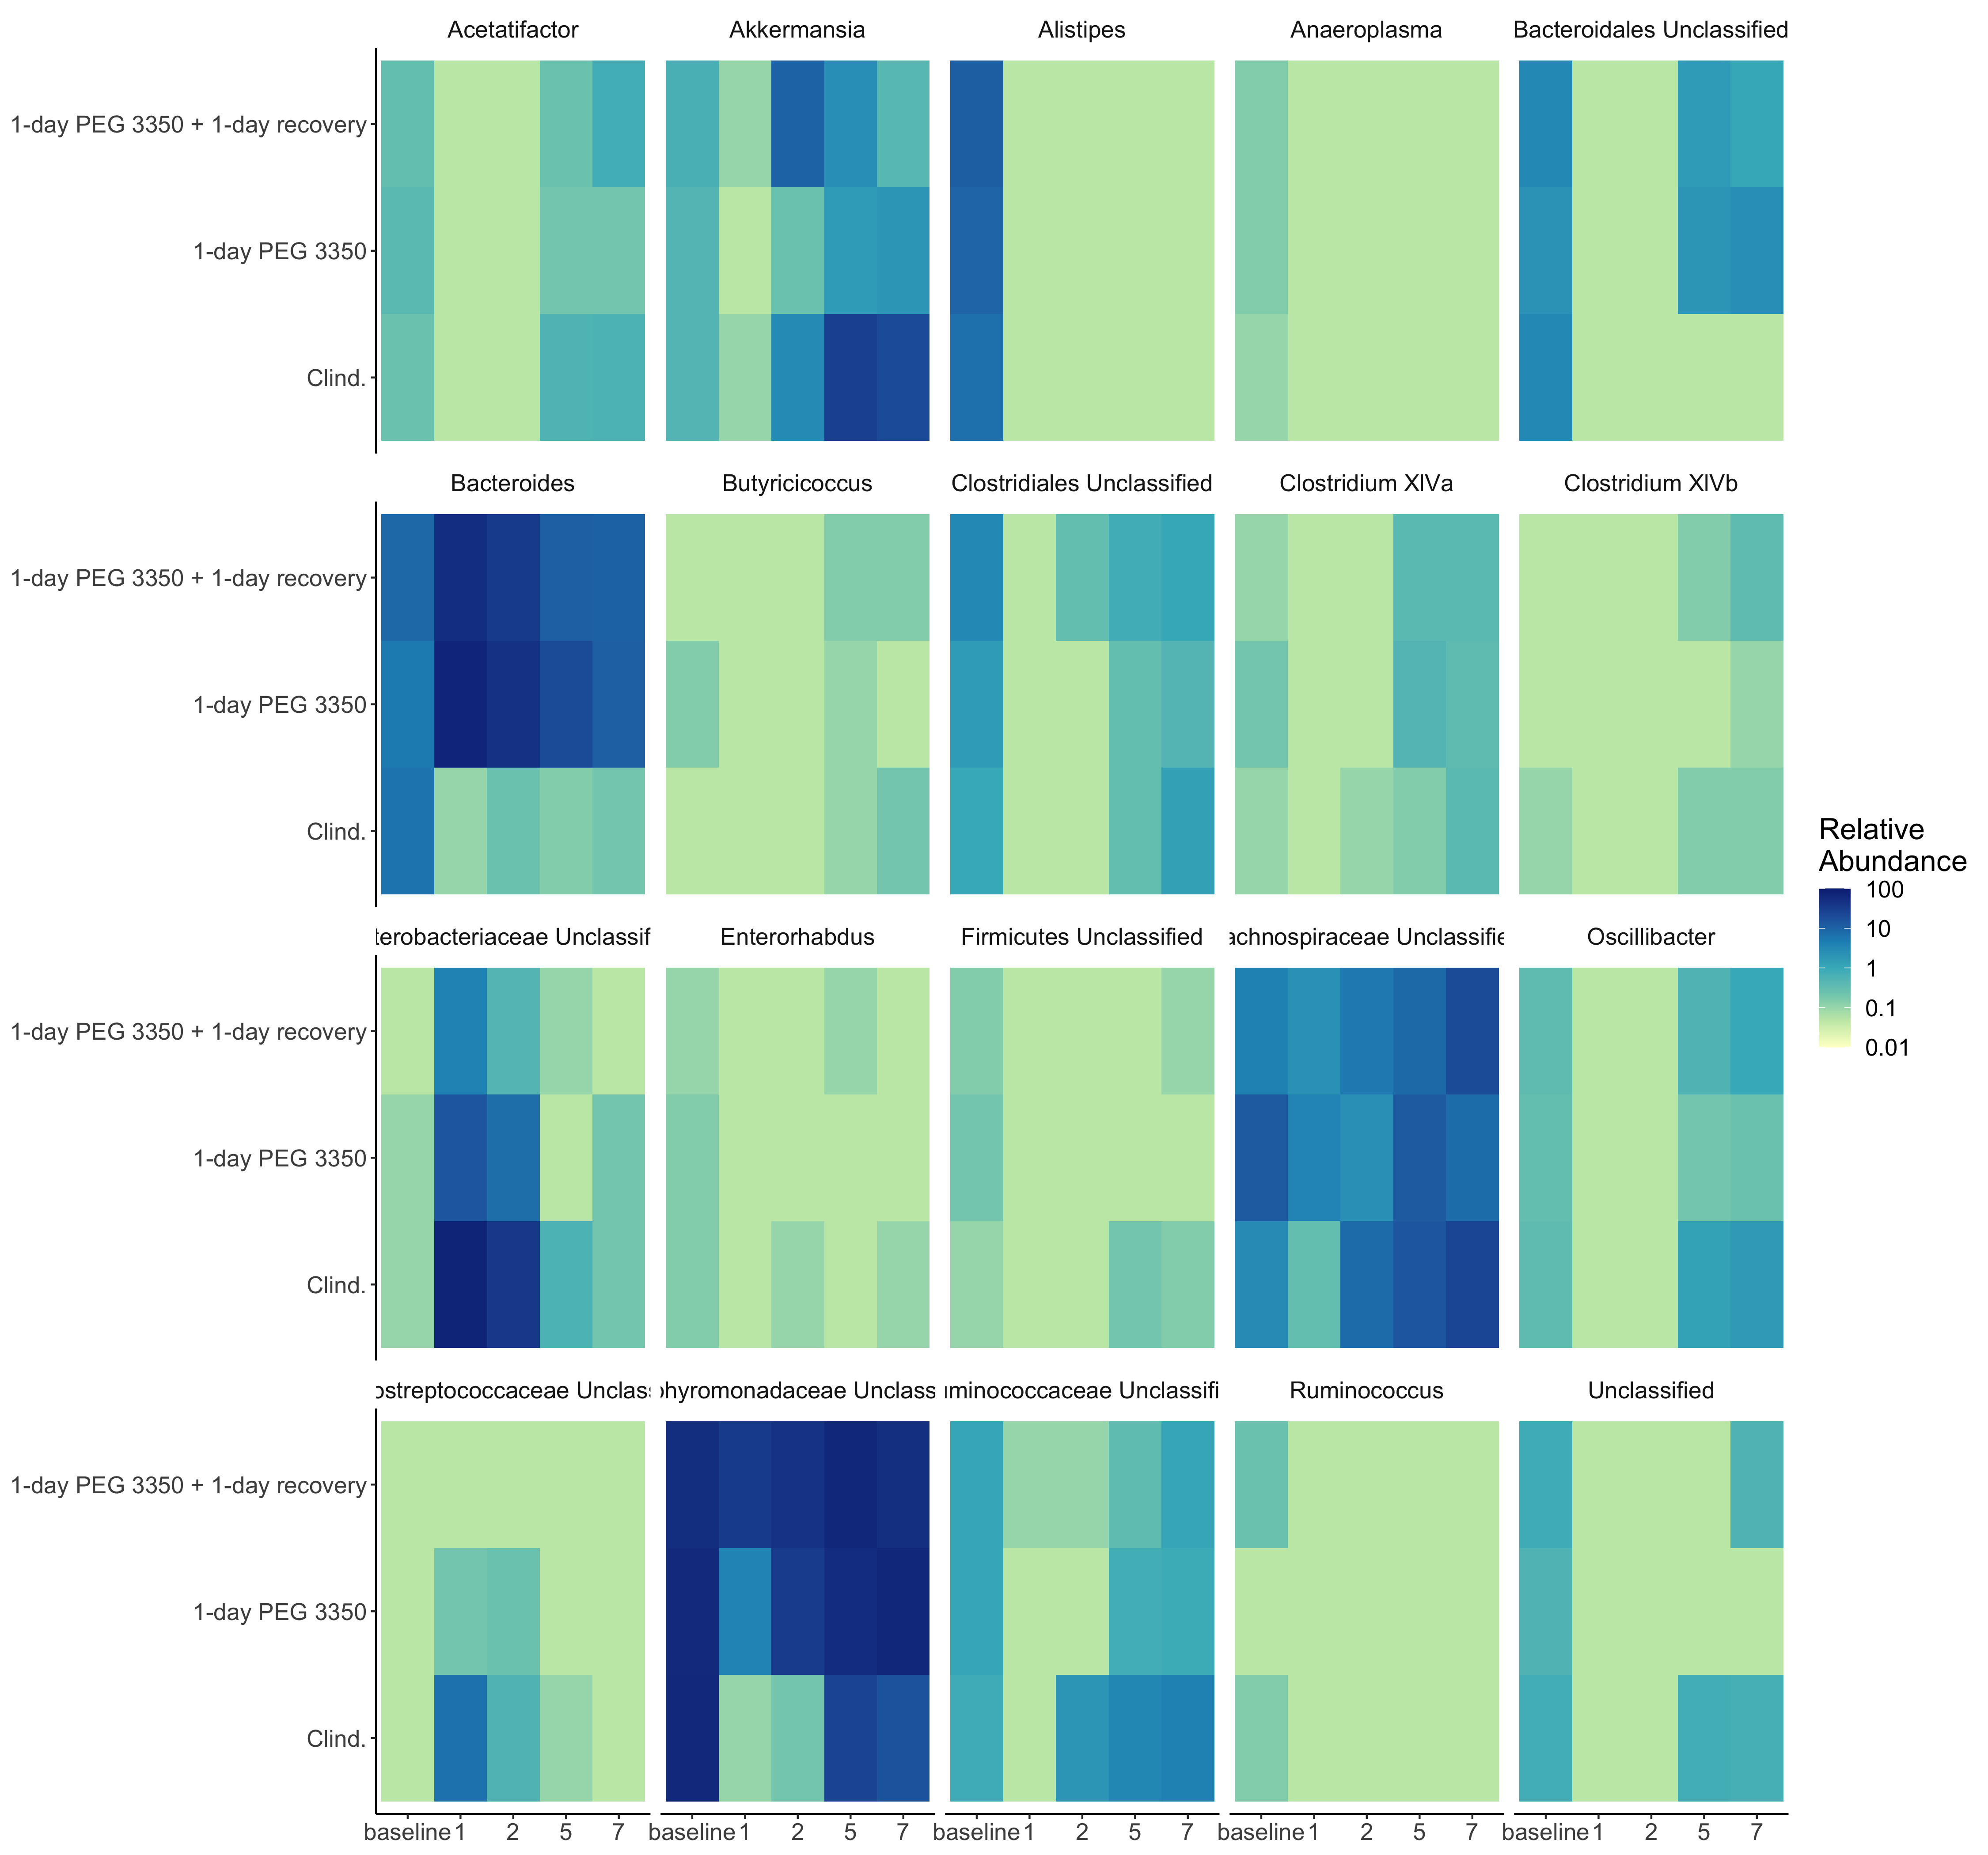 Acetatifactor Akkermansia Alistipes Anaeroplasma Bacteroidales Unclassified
1-day PEG 3350 + 1-day recovery
1-day PEG 3350
Clind.
Bacteroides Butyricicoccus Clostridiales Unclassified Clostridium XlVa Clostridium XlVb
1-day PEG 3350 + 1-day recovery
1-day PEG 3350
Clind.
Relative
Abundance
100
10
1
0.1
0.01
terobacteriaceae Unclassif Enterorhabdus Firmicutes Unclassified achnospiraceae Unclassifie Oscillibacter
1-day PEG 3350 + 1-day recovery
1-day PEG 3350
Clind.
ostreptococcaceae Unclass phyromonadaceae Unclass uminococcaceae Unclassifi Ruminococcus Unclassified
1-day PEG 3350 + 1-day recovery
1-day PEG 3350
Clind.
baseline 1 2 5 7 baseline 1 2 5 7 baseline 1 2 5 7 baseline 1 2 5 7 baseline 1 2 5 7